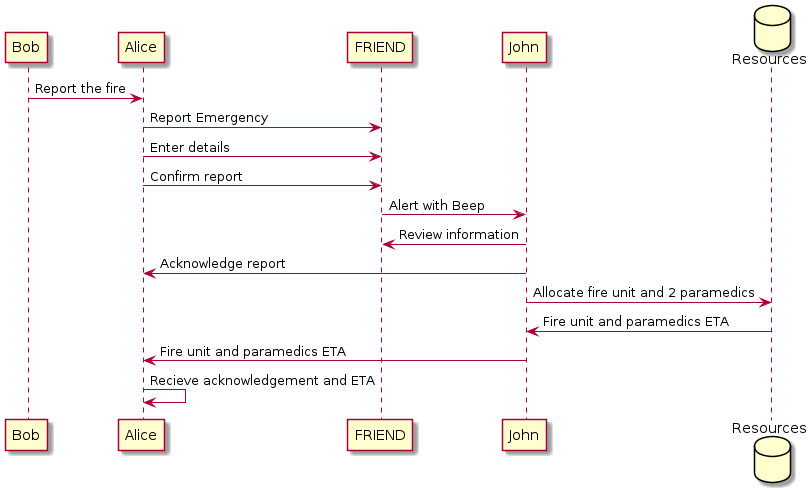 Bob
Alice
FRIEND
John
Resources
Report the fire
Report Emergency
Enter details
Confirm report
Alert with Beep
Review information
Acknowledge report
Allocate fire unit and 2 paramedics
Fire unit and paramedics ETA
Fire unit and paramedics ETA
Recieve acknowledgement and ETA
Bob
Alice
FRIEND
John
Resources